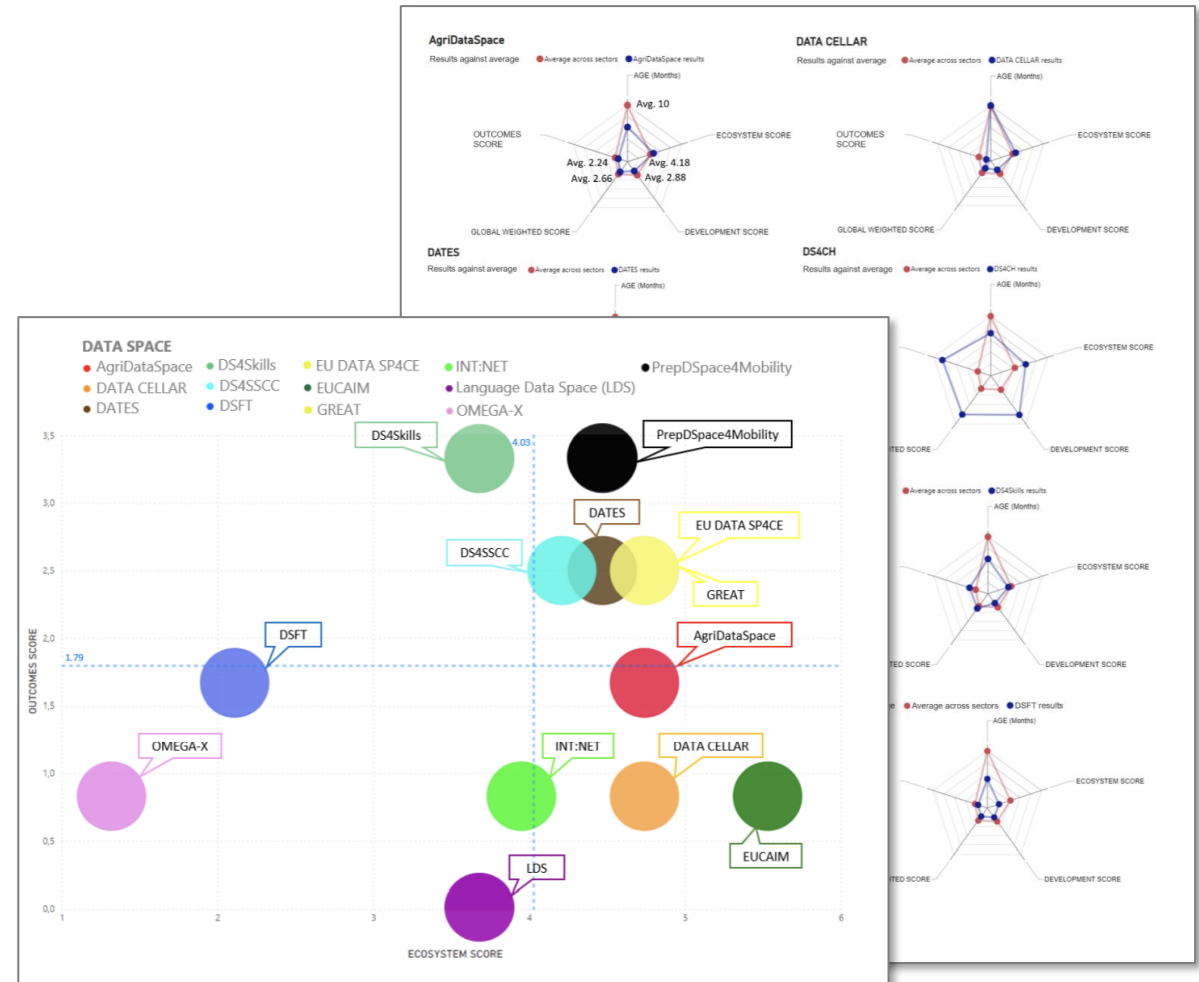 AgriDataSpace
Results against average Average across sectors AgriDataSpace results
AGE (Months)
Avg. 10
OUTCOMES
SCORE
ECOSYSTEM SCORE
Avg. 2.24 Avg. 4.18
Avg. 2.66 Avg. 2.88
GLOBAL WEIGHTED SCORE DEVELOPMENT SCORE
DATA CELLAR
Results against average Average across sectors DATA CELLAR results
AGE (Months)
OUTCOMES
SCORE
ECOSYSTEM SCORE
GLOBAL WEIGHTED SCORE DEVELOPMENT SCORE
DATES
Results against average Average across sectors DATES results
AGE (Months)
DS4CH
Results against average Average across sectors DS4CH results
AGE (Months)
ECOSYSTEM SCORE
TED SCORE DEVELOPMENT SCORE
Average across sectors DS4Skills results
AGE (Months)
ECOSYSTEM SCORE
TED SCORE DEVELOPMENT SCORE
e Average across sectors DSFT results
AGE (Months)
ECOSYSTEM SCORE
HTED SCORE DEVELOPMENT SCORE
DATA SPACE
AgriDataSpace DS4Skills EU DATA SP4CE INT:NET PrepDSpace4Mobility
DATA CELLAR DS4SSCC EUCAIM Language Data Space (LDS)
DATES DSFT GREAT OMEGA-X
3,5
DS4Skills
4.03
PrepDSpace4Mobility
3,0
DATES
EU DATA SP4CE
DS4SSCC
2,5
GREAT
2,0
DSFT
AgriDataSpace
1.79
OUTCOMES SCORE
1,5
OMEGA-X
INT:NET
DATA CELLAR
1,0
0,5
EUCAIM
LDS
0,0
1 2 3 4 5 6
ECOSYSTEM SCORE